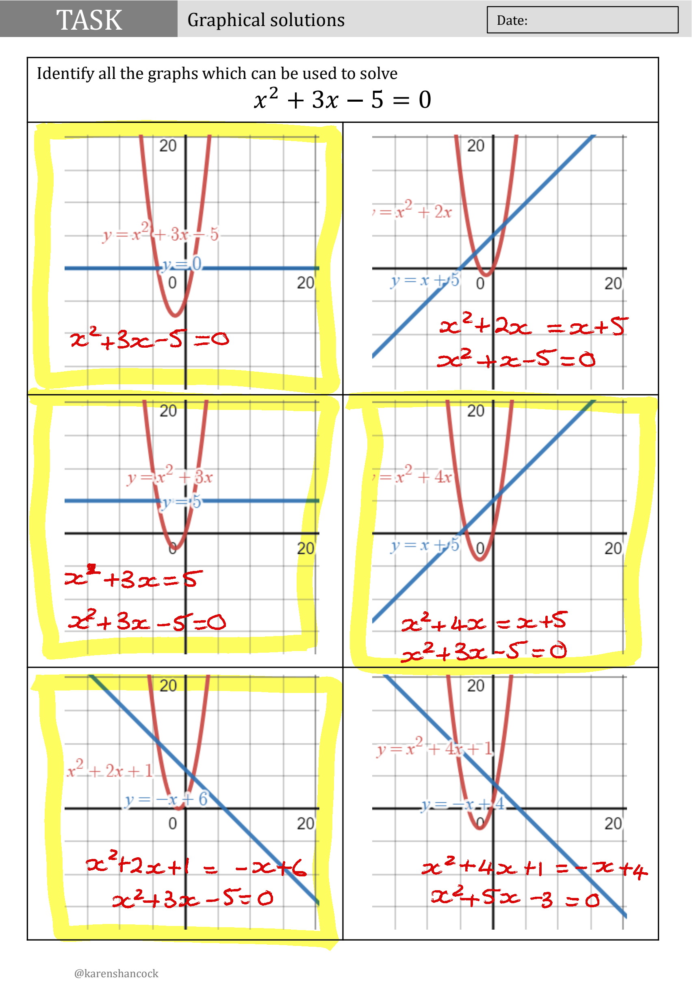 TASK
Graphical solutions
Date:
Identify all the graphs which can be used to solve
x² + 3x − 5 = 0
20
y = x² + 3x − 5
y = 0
0
20
x²+3x−5=0
20
y = x² + 2x
y = x + 5
0
20
x²+2x = x+5
x²+x−5=0
20
y = x² + 3x
y = 5
0
20
x²+3x=5
x²+3x−5=0
20
y = x² + 4x
y = x + 5
0
20
x²+4x = x+5
x²+3x−5=0
20
x² + 2x + 1
y = −x + 6
0
20
x²+2x+1 = −x+6
x²+3x−5=0
20
y = x² + 4x + 1
y = −x + 4
0
20
x²+4x+1 = −x+4
x²+5x−3=0
@karenshancock